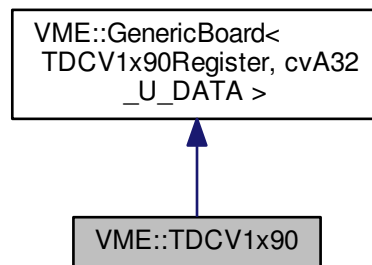 VME::GenericBoard<
TDCV1x90Register, cvA32
_U_DATA >
VME::TDCV1x90